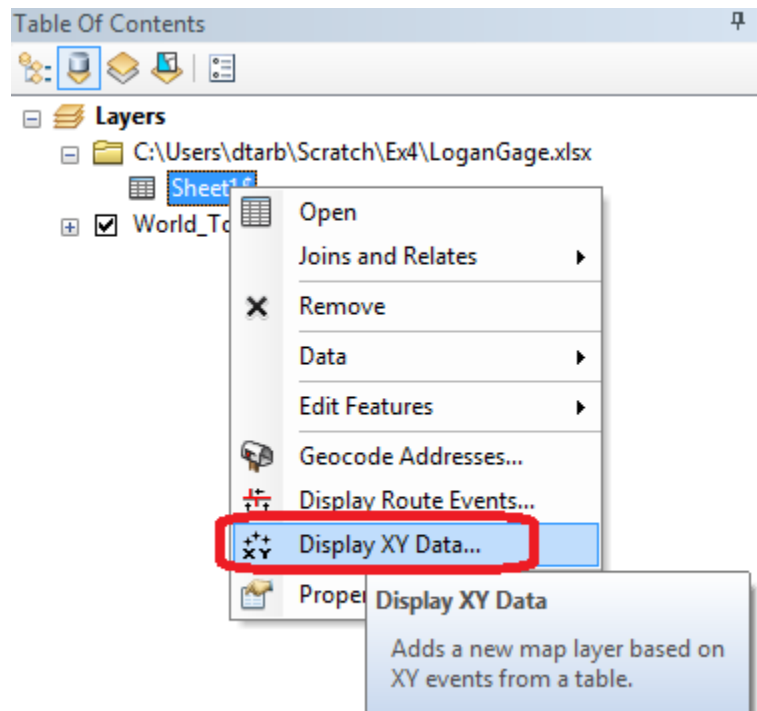 Table Of Contents
Layers
C:\Users\dtarb\Scratch\Ex4\LoganGage.xlsx
Sheet1$
Open
Joins and Relates
Remove
Data
Edit Features
Geocode Addresses...
Display Route Events...
XY Display XY Data...
Display XY Data
Adds a new map layer based on
XY events from a table.